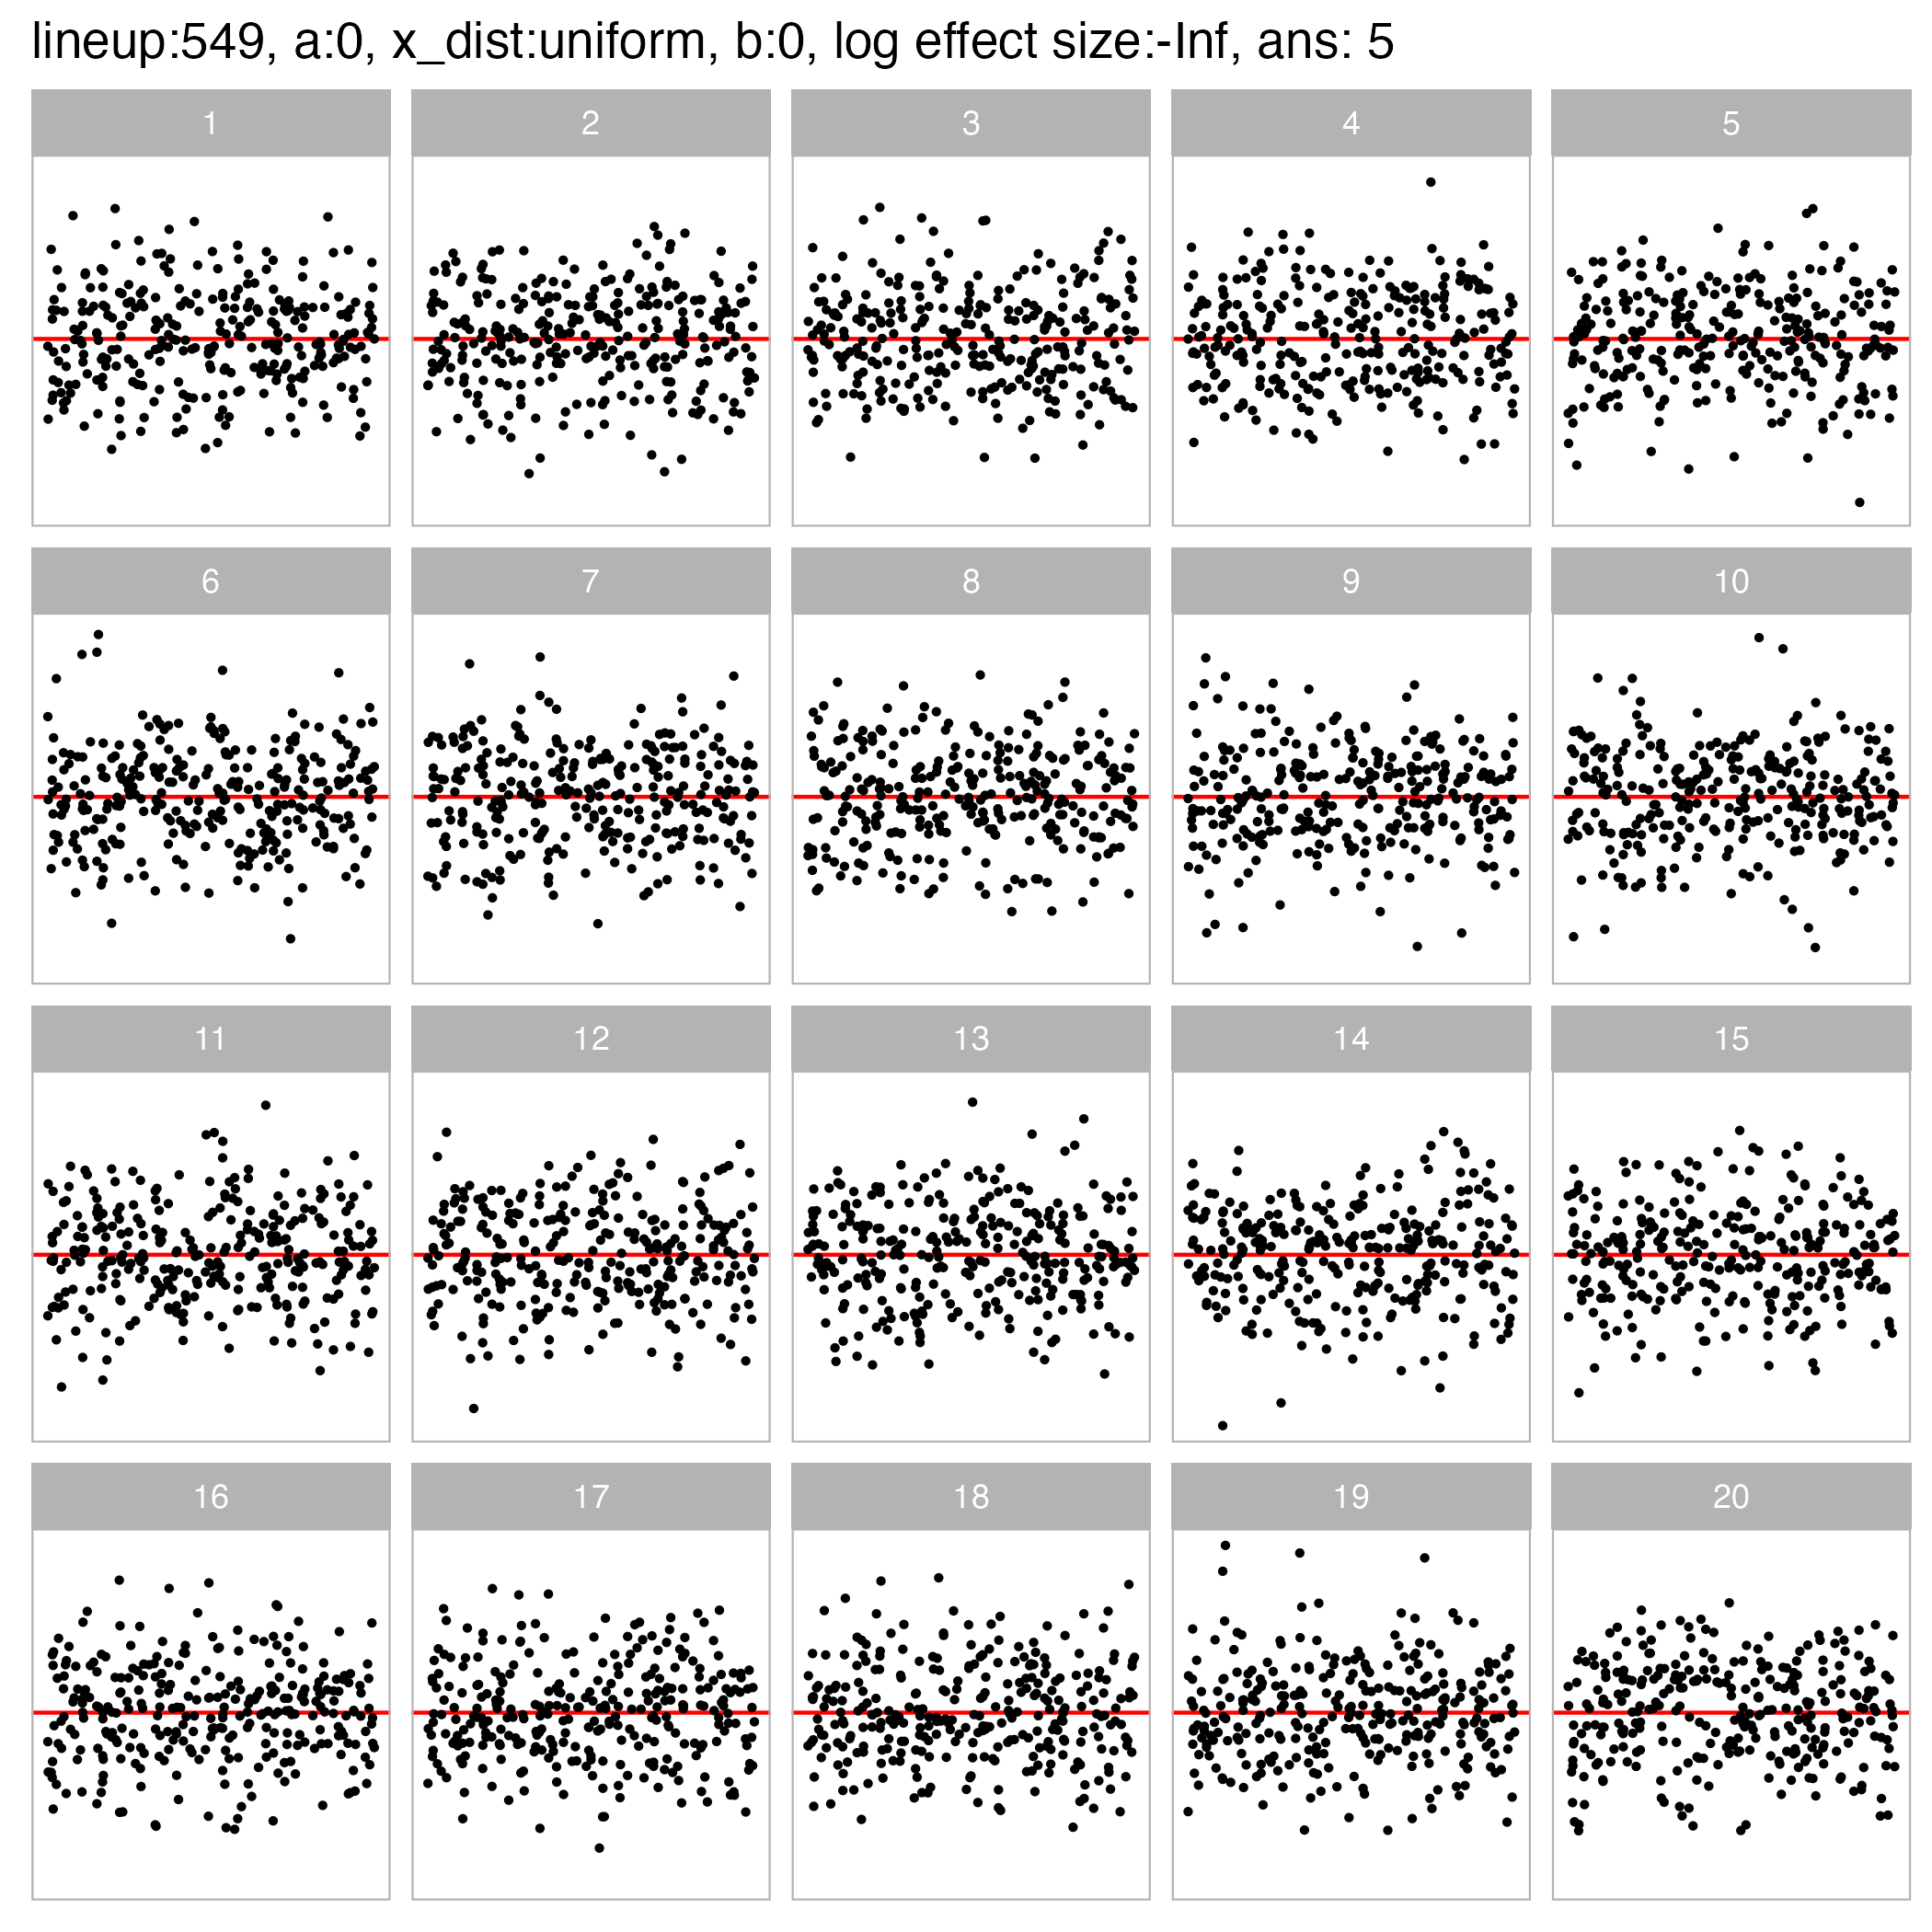 lineup:549, a:0, x_dist:uniform, b:0, log effect size:-Inf, ans: 5
1 2 3 4 5
6 7 8 9 10
11 12 13 14 15
16 17 18 19 20